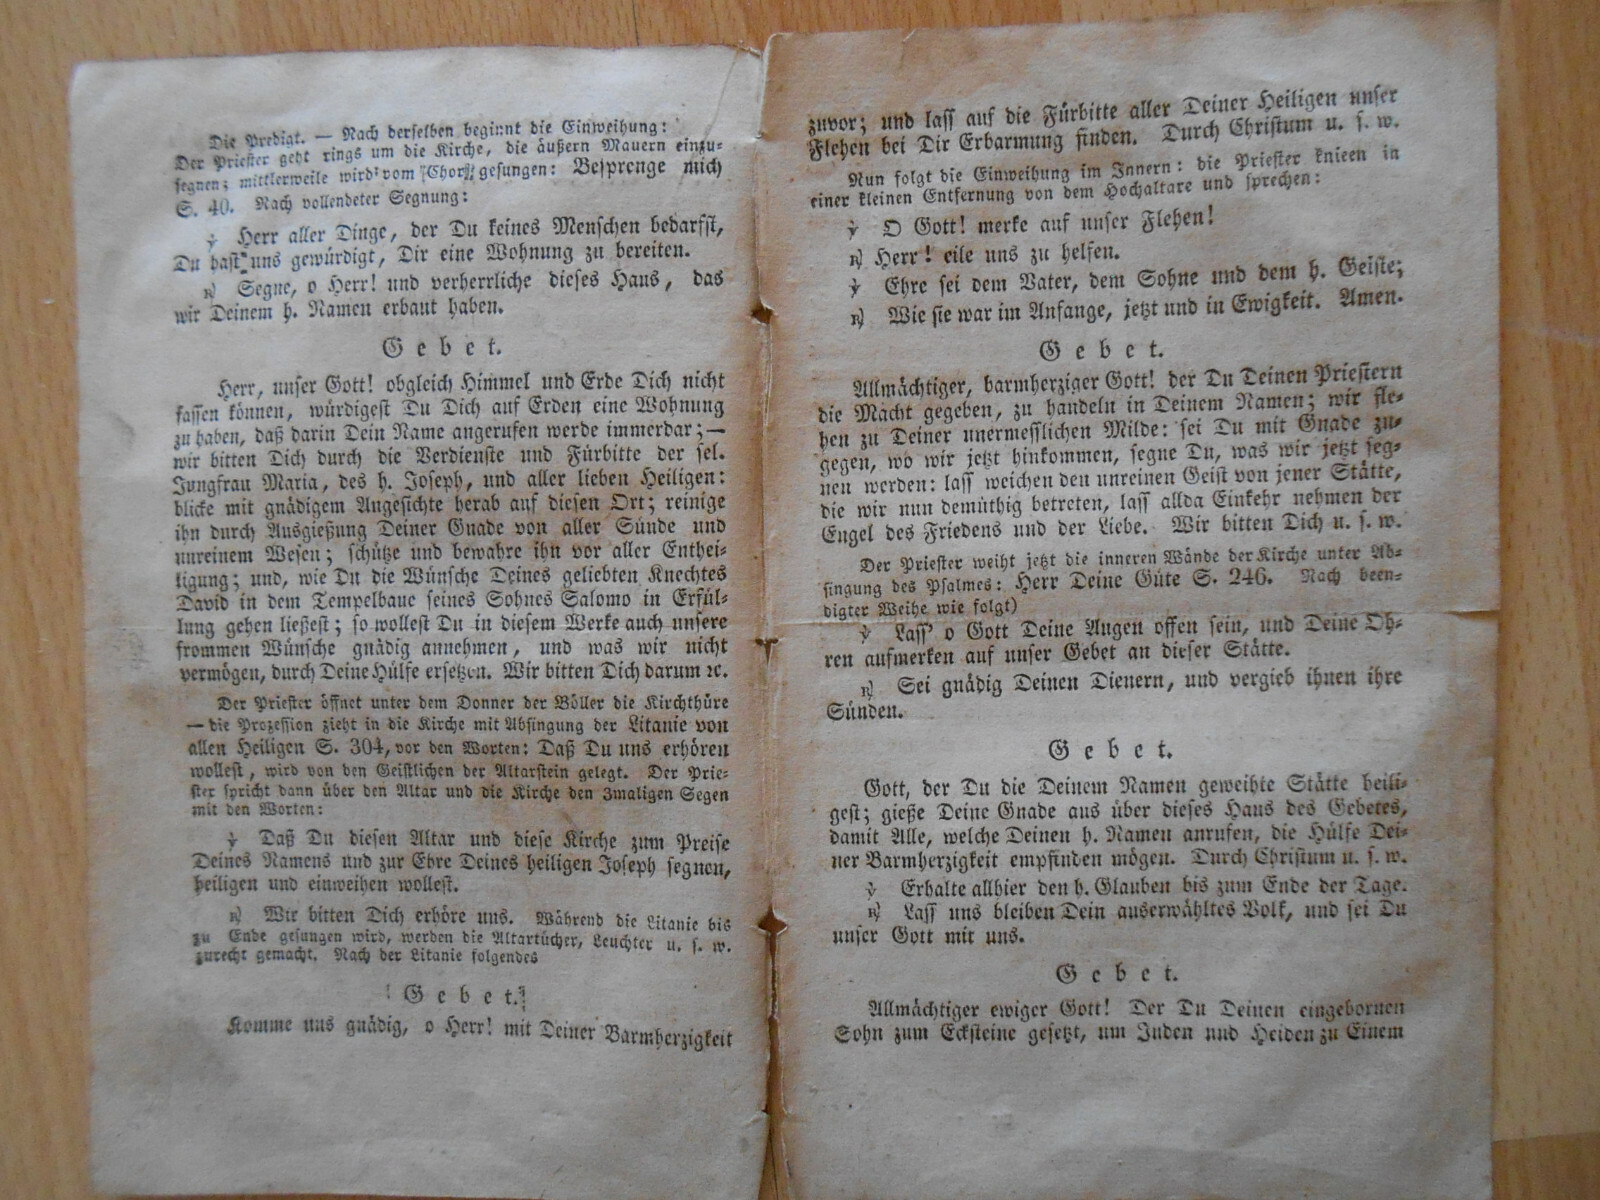 Die Predigt. — Nach derselben beginnt die Einweihung:
Der Priester geht rings um die Kirche, die äußern Mauern einzu-
segnen; mittlerweile wird vom Chor gesungen: Besprenge mich
S. 40. Nach vollendeter Segnung:
℣ Herr aller Dinge, der Du keines Menschen bedarfst,
Du hast uns gewürdigt, Dir eine Wohnung zu bereiten.
℟ Segne, o Herr! und verherrliche dieses Haus, das
wir Deinem h. Namen erbaut haben.
Gebet.
Herr, unser Gott! obgleich Himmel und Erde Dich nicht
fassen können, würdigest Du Dich auf Erden eine Wohnung
zu haben, daß darin Dein Name angerufen werde immerdar; —
wir bitten Dich durch die Verdienste und Fürbitte der sel.
Jungfrau Maria, des h. Joseph, und aller lieben Heiligen:
blicke mit gnädigem Angesichte herab auf diesen Ort; reinige
ihn durch Ausgießung Deiner Gnade von aller Sünde und
unreinem Wesen; schütze und bewahre ihn vor aller Enthei-
ligung; und, wie Du die Wünsche Deines geliebten Knechtes
David in dem Tempelbaue seines Sohnes Salomo in Erfül-
lung gehen ließest; so wollest Du in diesem Werke auch unsere
frommen Wünsche gnädig annehmen, und was wir nicht
vermögen, durch Deine Hülfe ersetzen. Wir bitten Dich darum ꝛc.
Der Priester öffnet unter dem Donner der Böller die Kirchthüre
— die Prozession zieht in die Kirche mit Absingung der Litanie von
allen Heiligen S. 304, vor den Worten: Daß Du uns erhören
wollest, wird von den Geistlichen der Altarstein gelegt. Der Prie-
ster spricht dann über den Altar und die Kirche den 3maligen Segen
mit den Worten:
℣ Daß Du diesen Altar und diese Kirche zum Preise
Deines Namens und zur Ehre Deines heiligen Joseph segnen,
heiligen und einweihen wollest.
℟ Wir bitten Dich erhöre uns. Während die Litanie bis
zu Ende gesungen wird, werden die Altartücher, Leuchter u. s. w.
zurecht gemacht. Nach der Litanie folgendes
Gebet.
Komme uns gnädig, o Herr! mit Deiner Barmherzigkeit
zuvor; und lass auf die Fürbitte aller Deiner Heiligen unser
Flehen bei Dir Erbarmung finden. Durch Christum u. s. w.
Nun folgt die Einweihung im Innern: die Priester knieen in
einer kleinen Entfernung von dem Hochaltare und sprechen:
℣ O Gott! merke auf unser Flehen!
℟ Herr! eile uns zu helfen.
℣ Ehre sei dem Vater, dem Sohne und dem h. Geiste;
℟ Wie sie war im Anfange, jetzt und in Ewigkeit. Amen.
Gebet.
Allmächtiger, barmherziger Gott! der Du Deinen Priestern
die Macht gegeben, zu handeln in Deinem Namen; wir fle-
hen zu Deiner unermesslichen Milde: sei Du mit Gnade zu-
gegen, wo wir jetzt hinkommen, segne Du, was wir jetzt seg-
nen werden: lass weichen den unreinen Geist von jener Stätte,
die wir nun demüthig betreten, lass allda Einkehr nehmen der
Engel des Friedens und der Liebe. Wir bitten Dich u. s. w.
Der Priester weiht jetzt die inneren Wände der Kirche unter Ab-
singung des Psalmes: Herr Deine Güte S. 246. Nach been-
digter Weihe wie folgt)
℣ Lass' o Gott Deine Augen offen sein, und Deine Oh-
ren aufmerken auf unser Gebet an dieser Stätte.
℟ Sei gnädig Deinen Dienern, und vergieb ihnen ihre
Sünden.
Gebet.
Gott, der Du die Deinem Namen geweihte Stätte heili-
gest; gieße Deine Gnade aus über dieses Haus des Gebetes,
damit Alle, welche Deinen h. Namen anrufen, die Hülfe Dei-
ner Barmherzigkeit empfinden mögen. Durch Christum u. s. w.
℣ Erhalte allhier den h. Glauben bis zum Ende der Tage.
℟ Lass uns bleiben Dein auserwähltes Volk, und sei Du
unser Gott mit uns.
Gebet.
Allmächtiger ewiger Gott! Der Du Deinen eingebornen
Sohn zum Ecksteine gesetzt, um Juden und Heiden zu Einem